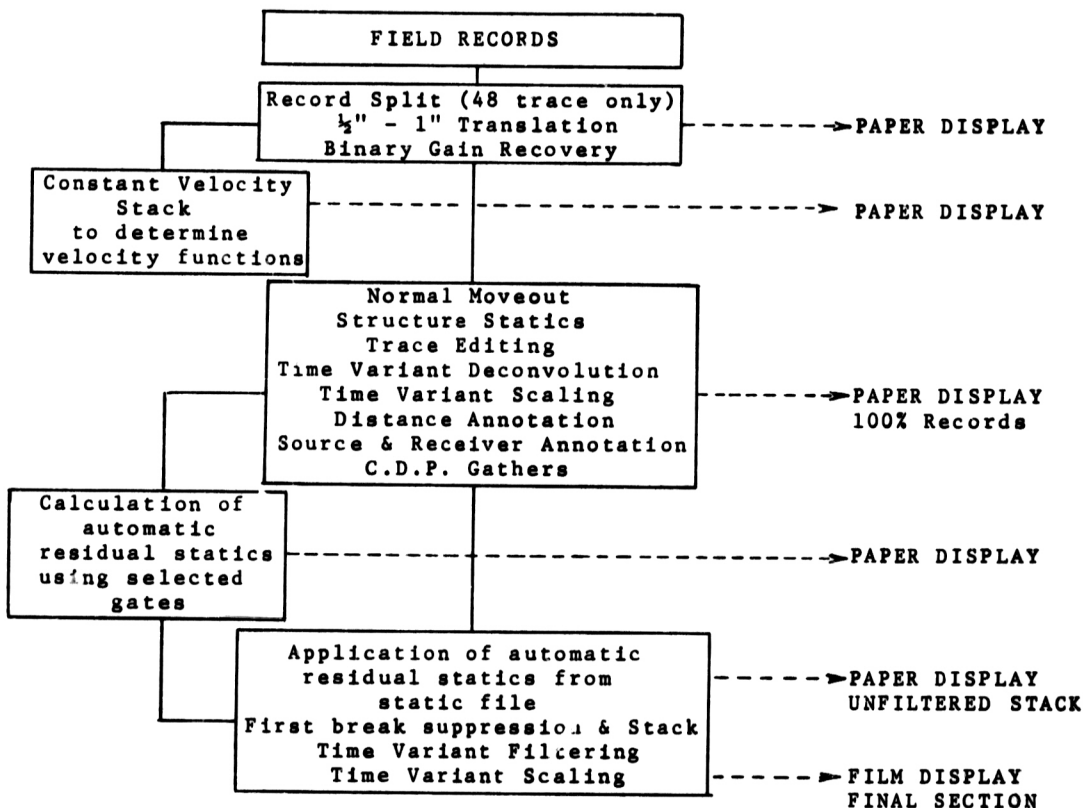 FIELD RECORDS
Record Split (48 trace only)
½" - 1" Translation
Binary Gain Recovery
PAPER DISPLAY
Constant Velocity
Stack
to determine
velocity functions
PAPER DISPLAY
Normal Moveout
Structure Statics
Trace Editing
Time Variant Deconvolution
Time Variant Scaling
Distance Annotation
Source & Receiver Annotation
C.D.P. Gathers
PAPER DISPLAY
100% Records
Calculation of
automatic
residual statics
using selected
gates
PAPER DISPLAY
Application of automatic
residual statics from
static file
First break suppression & Stack
Time Variant Filtering
Time Variant Scaling
PAPER DISPLAY
UNFILTERED STACK
FILM DISPLAY
FINAL SECTION